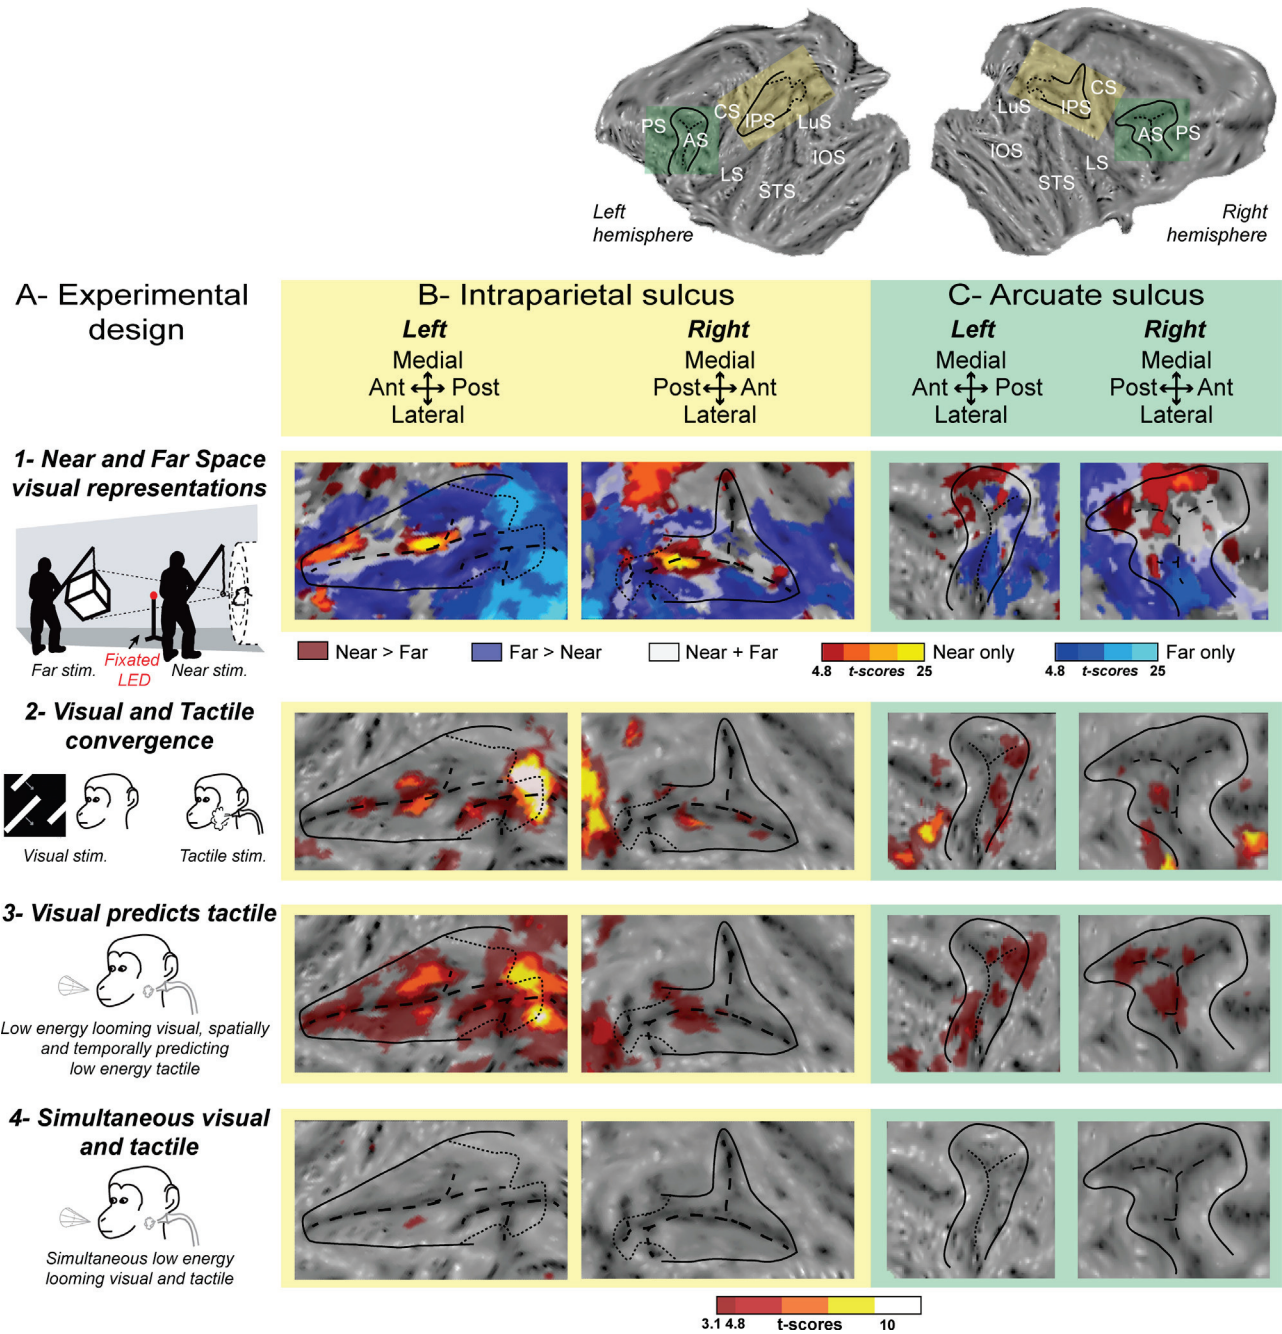 PS
AS
CS
IPS
LuS
IOS
LS
STS
Left
hemisphere
LuS
IPS
CS
AS
PS
IOS
LS
STS
Right
hemisphere
A- Experimental
design
B- Intraparietal sulcus
Left
Medial
Ant Post
Lateral
Right
Medial
Post Ant
Lateral
C- Arcuate sulcus
Left
Medial
Ant Post
Lateral
Right
Medial
Post Ant
Lateral
1- Near and Far Space
visual representations
Far stim.
Fixated
LED
Near stim.
Near > Far
Far > Near
Near + Far
Near only
4.8 t-scores 25
Far only
4.8 t-scores 25
2- Visual and Tactile
convergence
Visual stim.
Tactile stim.
3- Visual predicts tactile
Low energy looming visual, spatially
and temporally predicting
low energy tactile
4- Simultaneous visual
and tactile
Simultaneous low energy
looming visual and tactile
3.1 4.8 t-scores 10